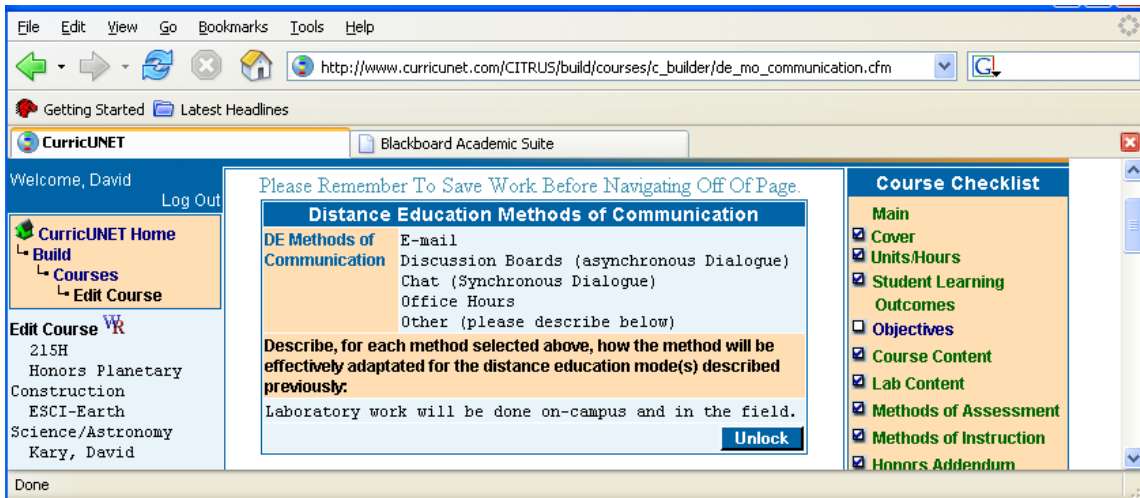 File Edit View Go Bookmarks Tools Help
http://www.curricunet.com/CITRUS/build/courses/c_builder/de_mo_communication.cfm
G
Getting Started Latest Headlines
CurricUNET Blackboard Academic Suite
Welcome, David
Log Out
CurricUNET Home
Build
Courses
Edit Course
Edit Course WR
215H
Honors Planetary
Construction
ESCI-Earth
Science/Astronomy
Kary, David
Please Remember To Save Work Before Navigating Off Of Page.
Distance Education Methods of Communication
DE Methods of
Communication
E-mail
Discussion Boards (asynchronous Dialogue)
Chat (Synchronous Dialogue)
Office Hours
Other (please describe below)
Describe, for each method selected above, how the method will be
effectively adaptated for the distance education mode(s) described
previously:
Laboratory work will be done on-campus and in the field.
Unlock
Course Checklist
Main
Cover
Units/Hours
Student Learning
Outcomes
Objectives
Course Content
Lab Content
Methods of Assessment
Methods of Instruction
Honors Addendum
Done